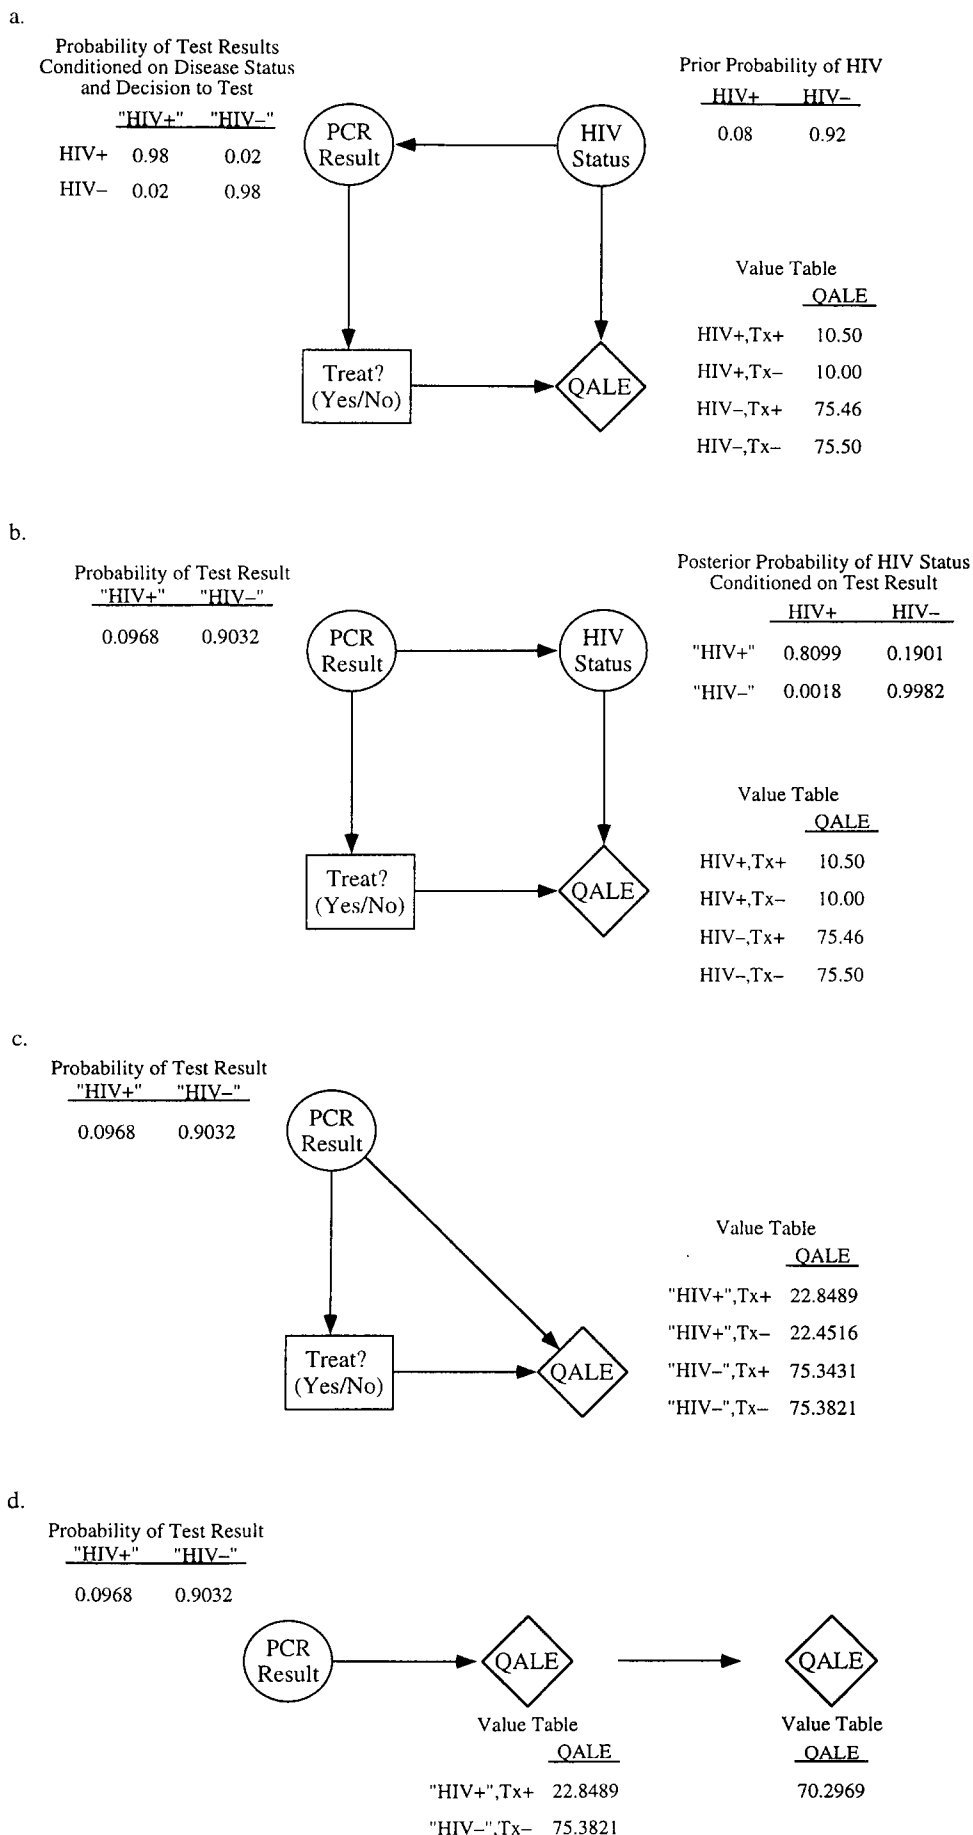 a.
Probability of Test Results
Conditioned on Disease Status
and Decision to Test
"HIV+" "HIV–"
HIV+ 0.98 0.02
HIV– 0.02 0.98
PCR
Result
HIV
Status
Prior Probability of HIV
HIV+ HIV–
0.08 0.92
Treat?
(Yes/No)
QALE
Value Table
QALE
HIV+,Tx+ 10.50
HIV+,Tx– 10.00
HIV–,Tx+ 75.46
HIV–,Tx– 75.50
b.
Probability of Test Result
"HIV+" "HIV–"
0.0968 0.9032
PCR
Result
HIV
Status
Posterior Probability of HIV Status
Conditioned on Test Result
HIV+ HIV–
"HIV+" 0.8099 0.1901
"HIV–" 0.0018 0.9982
Treat?
(Yes/No)
QALE
Value Table
QALE
HIV+,Tx+ 10.50
HIV+,Tx– 10.00
HIV–,Tx+ 75.46
HIV–,Tx– 75.50
c.
Probability of Test Result
"HIV+" "HIV–"
0.0968 0.9032
PCR
Result
Treat?
(Yes/No)
QALE
Value Table
QALE
"HIV+",Tx+ 22.8489
"HIV+",Tx– 22.4516
"HIV–",Tx+ 75.3431
"HIV–",Tx– 75.3821
d.
Probability of Test Result
"HIV+" "HIV–"
0.0968 0.9032
PCR
Result
QALE
QALE
Value Table
QALE
"HIV+",Tx+ 22.8489
"HIV–",Tx– 75.3821
Value Table
QALE
70.2969